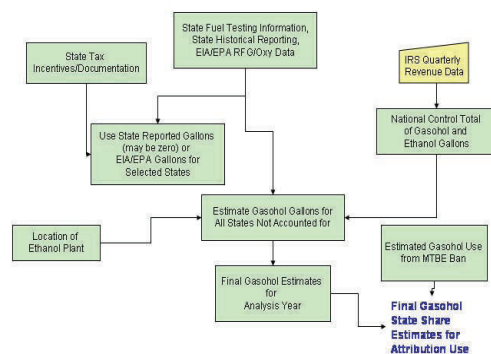 State Fuel Testing Information,
State Historical Reporting,
EIA/EPA RFG/Oxy Data
State Tax
Incentives/Documentation
IRS Quarterly
Revenue Data
Use State Reported Gallons
(may be zero) or
EIA/EPA Gallons for
Selected States
National Control Total
of Gasohol and
Ethanol Gallons
Location of
Ethanol Plant
Estimate Gasohol Gallons for
All States Not Accounted for
Estimated Gasohol Use
from MTBE Ban
Final Gasohol Estimates
for
Analysis Year
Final Gasohol
State Share
Estimates for
Attribution Use